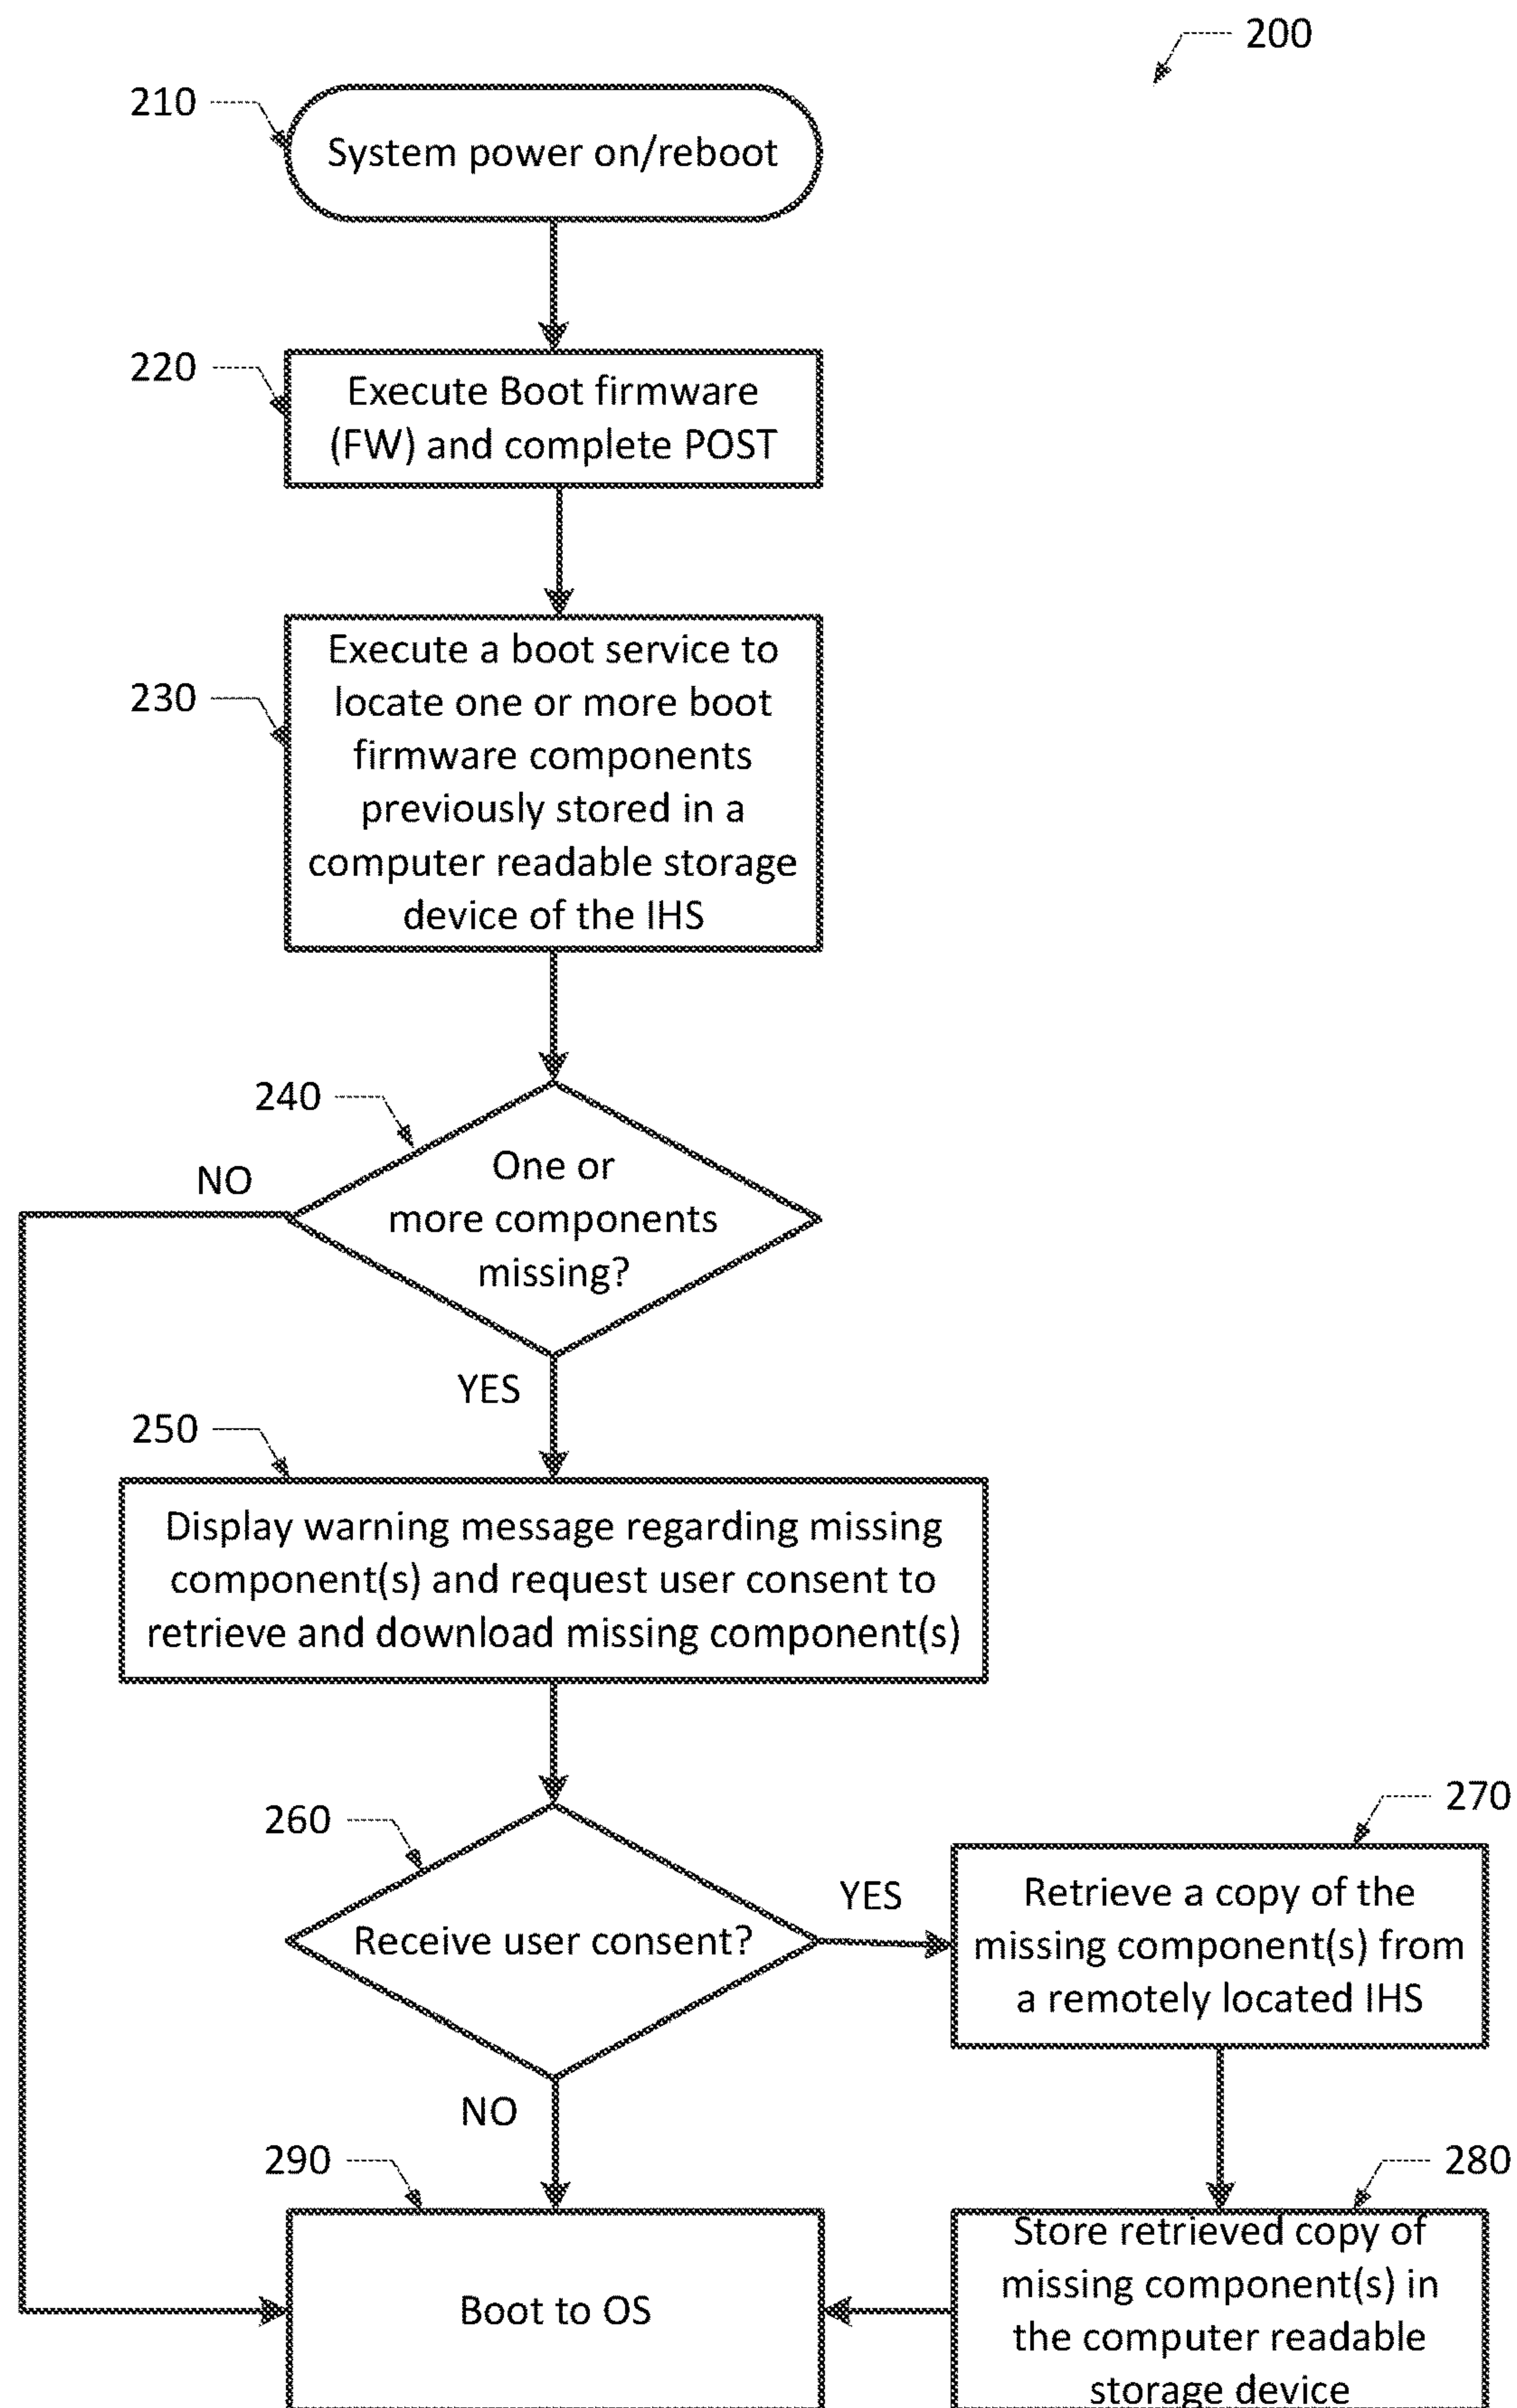 200
210
System power on/reboot
220
Execute Boot firmware
(FW) and complete POST
230
Execute a boot service to
locate one or more boot
firmware components
previously stored in a
computer readable storage
device of the IHS
240
NO
One or
more components
missing?
YES
250
Display warning message regarding missing
component(s) and request user consent to
retrieve and download missing component(s)
260
Receive user consent?
YES
270
Retrieve a copy of the
missing component(s) from
a remotely located IHS
NO
290
Boot to OS
280
Store retrieved copy of
missing component(s) in
the computer readable
storage device